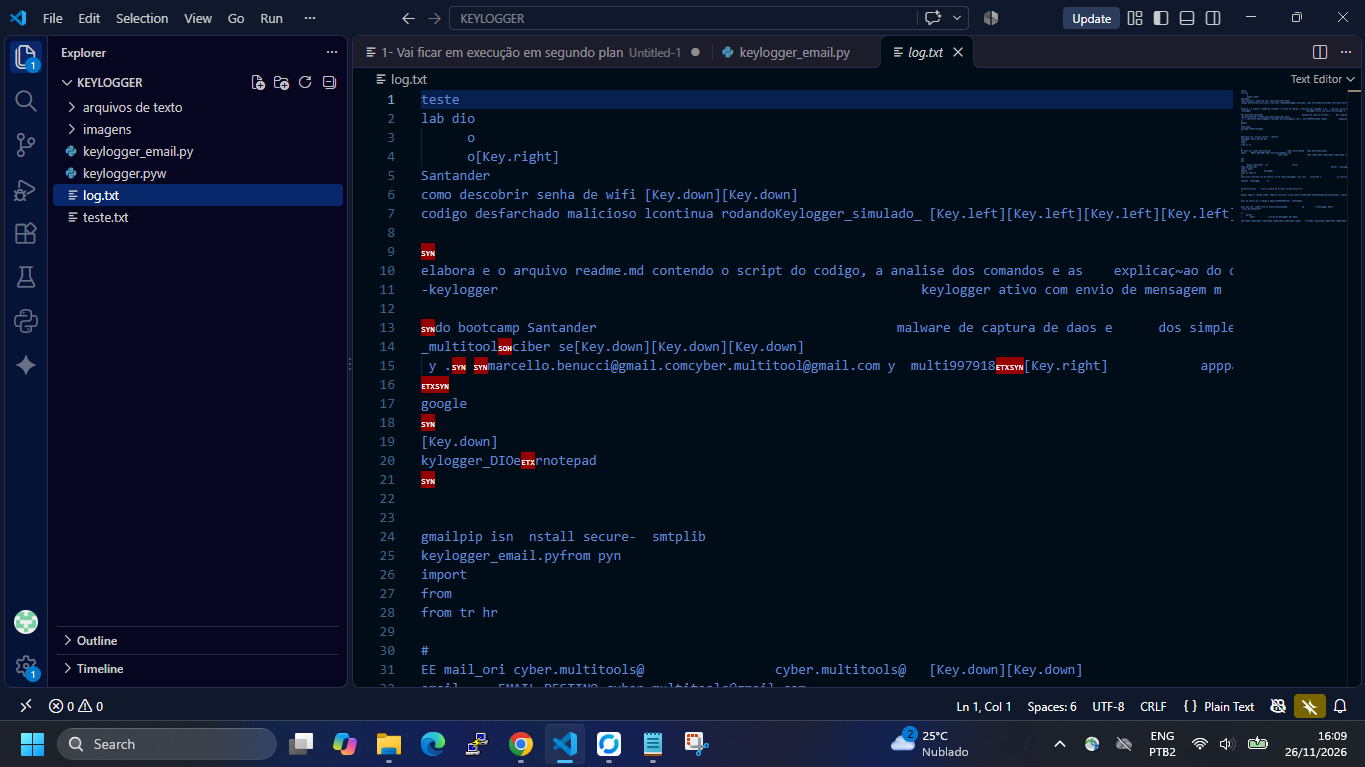 File Edit Selection View Go Run ···
KEYLOGGER
Update
Explorer
KEYLOGGER
arquivos de texto
imagens
keylogger_email.py
keylogger.pyw
log.txt
teste.txt
Outline
Timeline
1- Vai ficar em execução em segundo plan Untitled-1
keylogger_email.py
log.txt
log.txt
Text Editor
1 teste
2 lab dio
3 o
4 o[Key.right]
5 Santander
6 como descobrir senha de wifi [Key.down][Key.down]
7 codigo desfarchado malicioso lcontinua rodandoKeylogger_simulado_ [Key.left][Key.left][Key.left][Key.left]
8
9 SYN
10 elabora e o arquivo readme.md contendo o script do codigo, a analise dos comandos e as explicaç~ao do
11 -keylogger keylogger ativo com envio de mensagem m
12
13 SYNdo bootcamp Santander malware de captura de daos e dos simple
14 _multitoolSOHciber se[Key.down][Key.down][Key.down]
15 y .SYN SYNmarcello.benucci@gmail.comcyber.multitool@gmail.com y multi997918ETXSYN[Key.right] apppa
16 ETXSYN
17 google
18 SYN
19 [Key.down]
20 kylogger_DIOeETXrnotepad
21 SYN
22
23
24 gmailpip isn nstall secure- smtplib
25 keylogger_email.pyfrom pyn
26 import
27 from
28 from tr hr
29
30 #
31 EE mail_ori cyber.multitools@ cyber.multitools@ [Key.down][Key.down]
0 0
Ln 1, Col 1 Spaces: 6 UTF-8 CRLF { } Plain Text
Search
25°C
Nublado
ENG
PTB2
16:09
26/11/2026